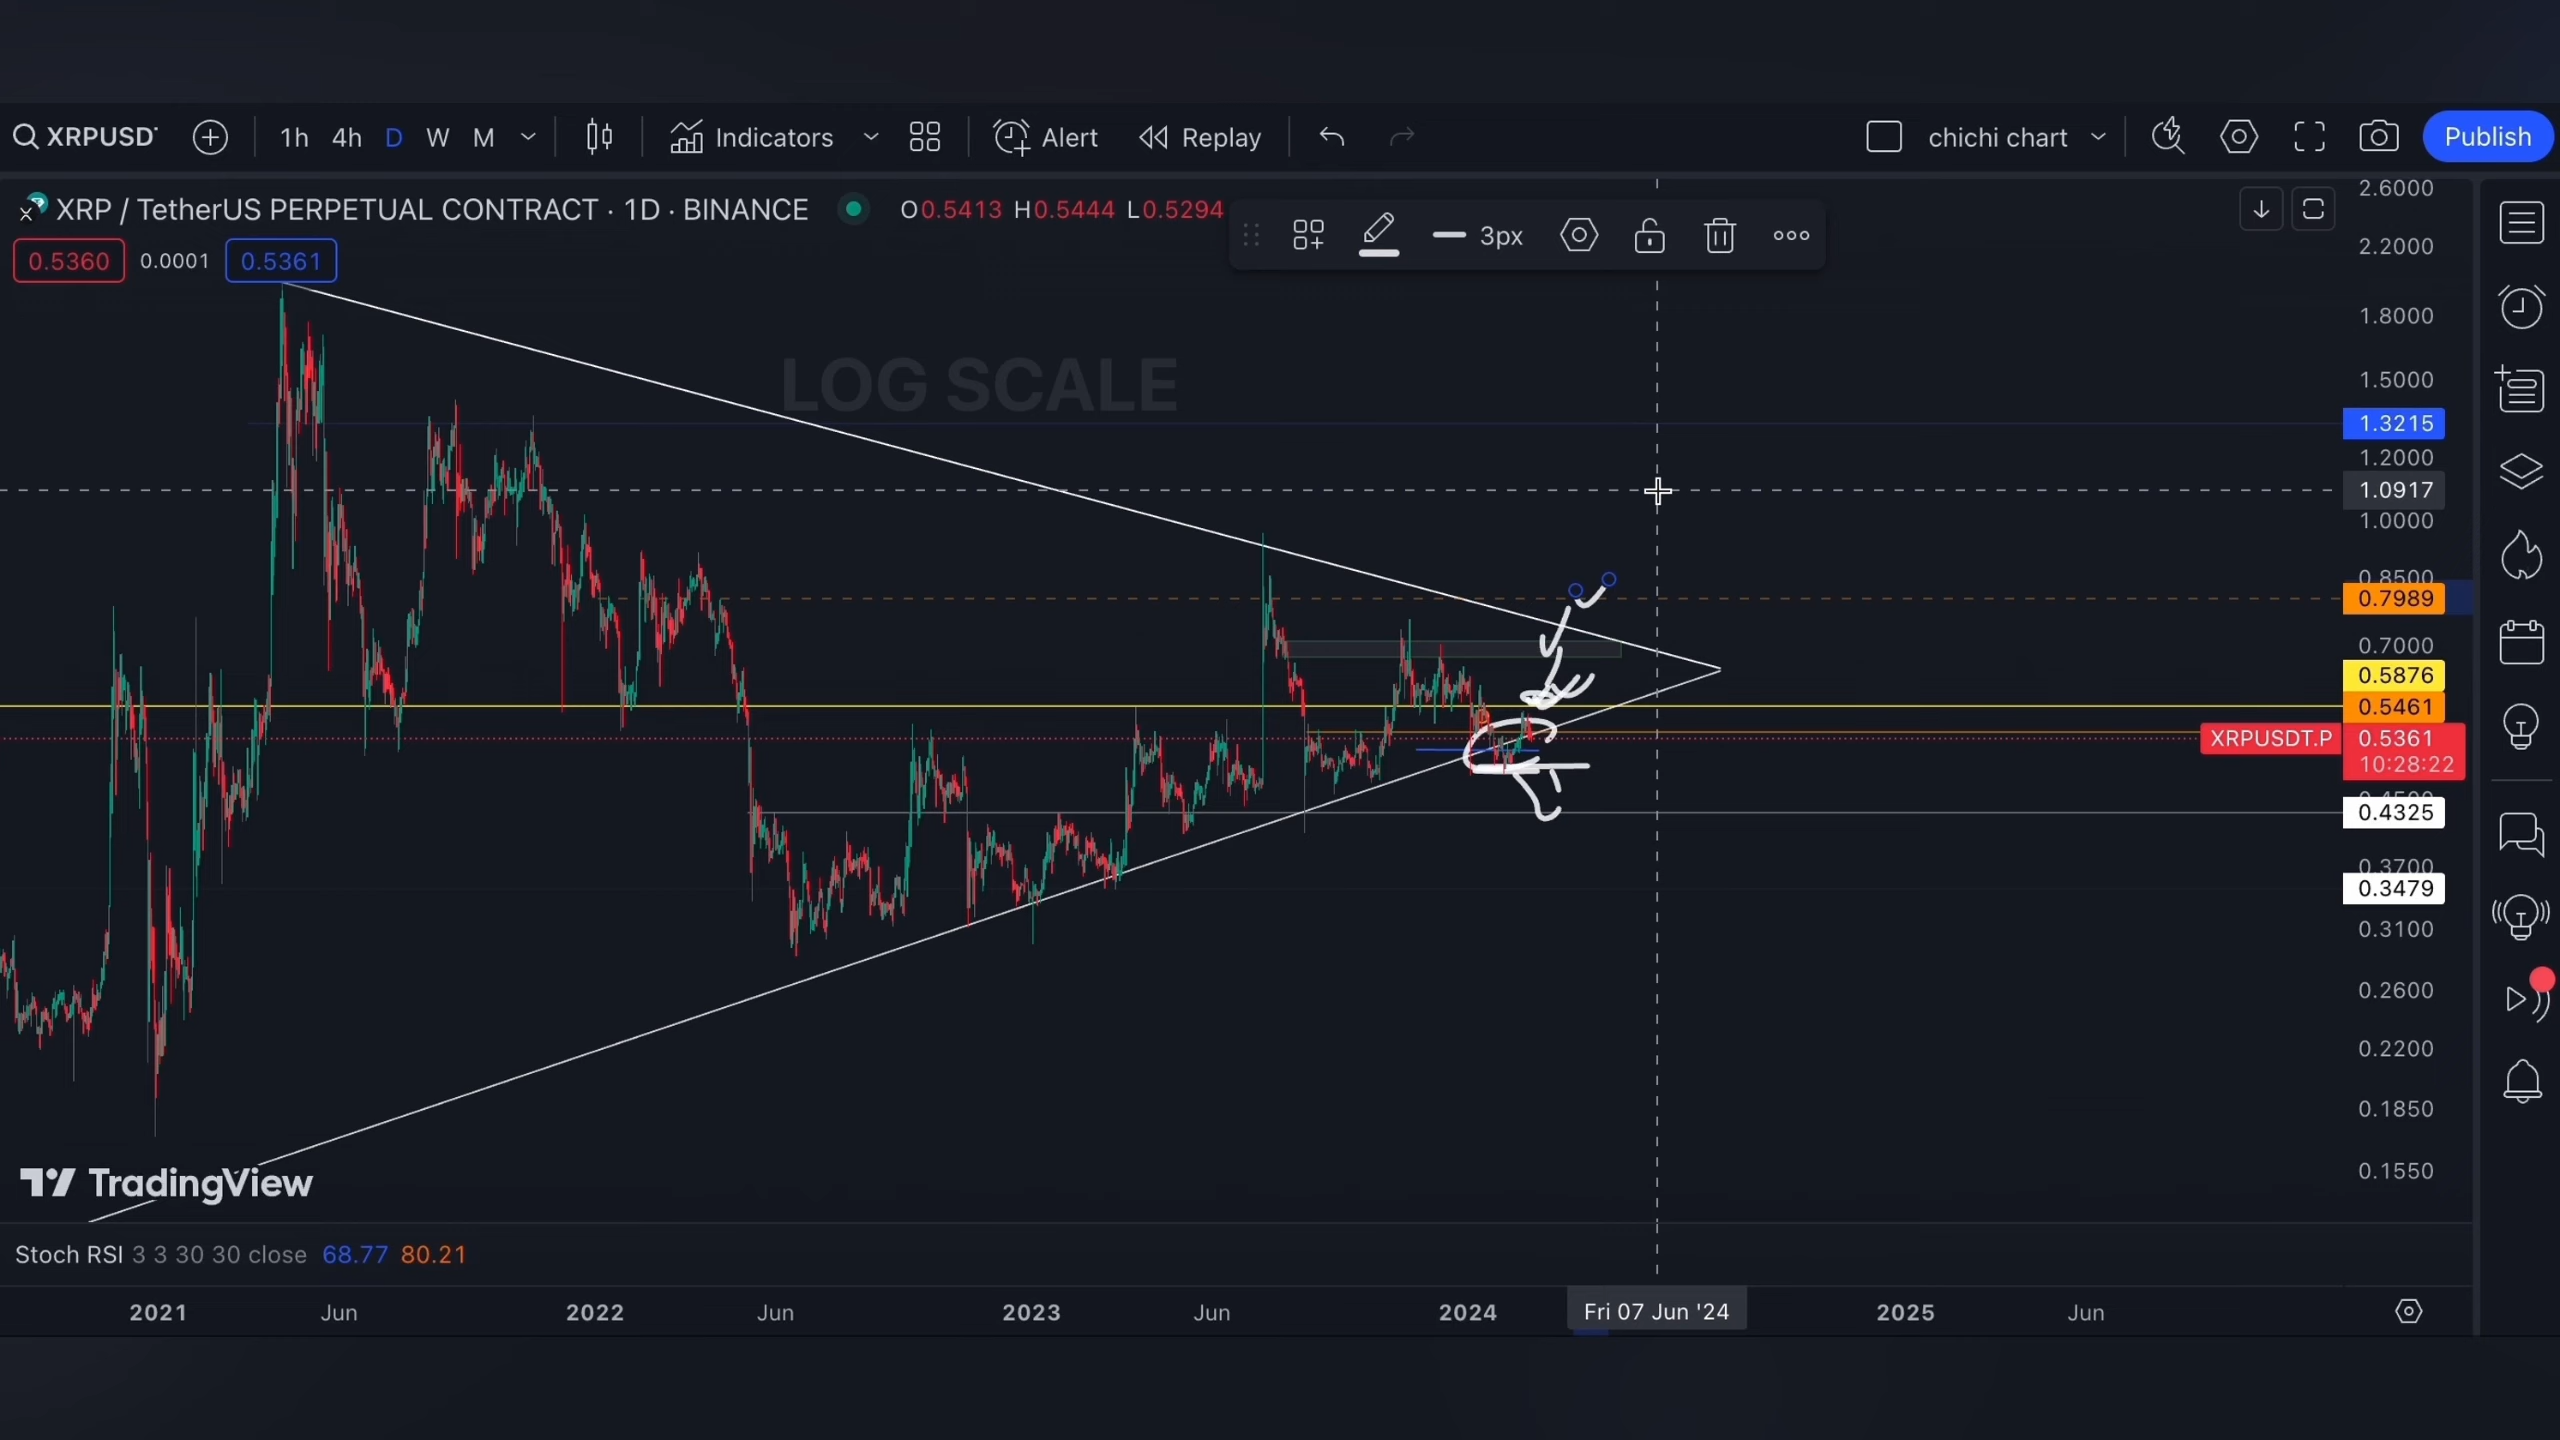 XRPUSD 1h 4h D W M Indicators Alert Replay chichi chart Publish
XRP / TetherUS PERPETUAL CONTRACT · 1D · BINANCE O0.5413 H0.5444 L0.5294
3px
0.5360 0.0001 0.5361
LOG SCALE
2.6000
2.2000
1.8000
1.5000
1.3215
1.2000
1.0917
1.0000
0.8500
0.7989
0.7000
0.5876
0.5461
XRPUSDT.P 0.5361
10:28:22
0.4325
0.3700
0.3479
0.3100
0.2600
0.2200
0.1850
0.1550
TradingView
Stoch RSI 3 3 30 30 close 68.77 80.21
2021 Jun 2022 Jun 2023 Jun 2024 Fri 07 Jun '24 2025 Jun